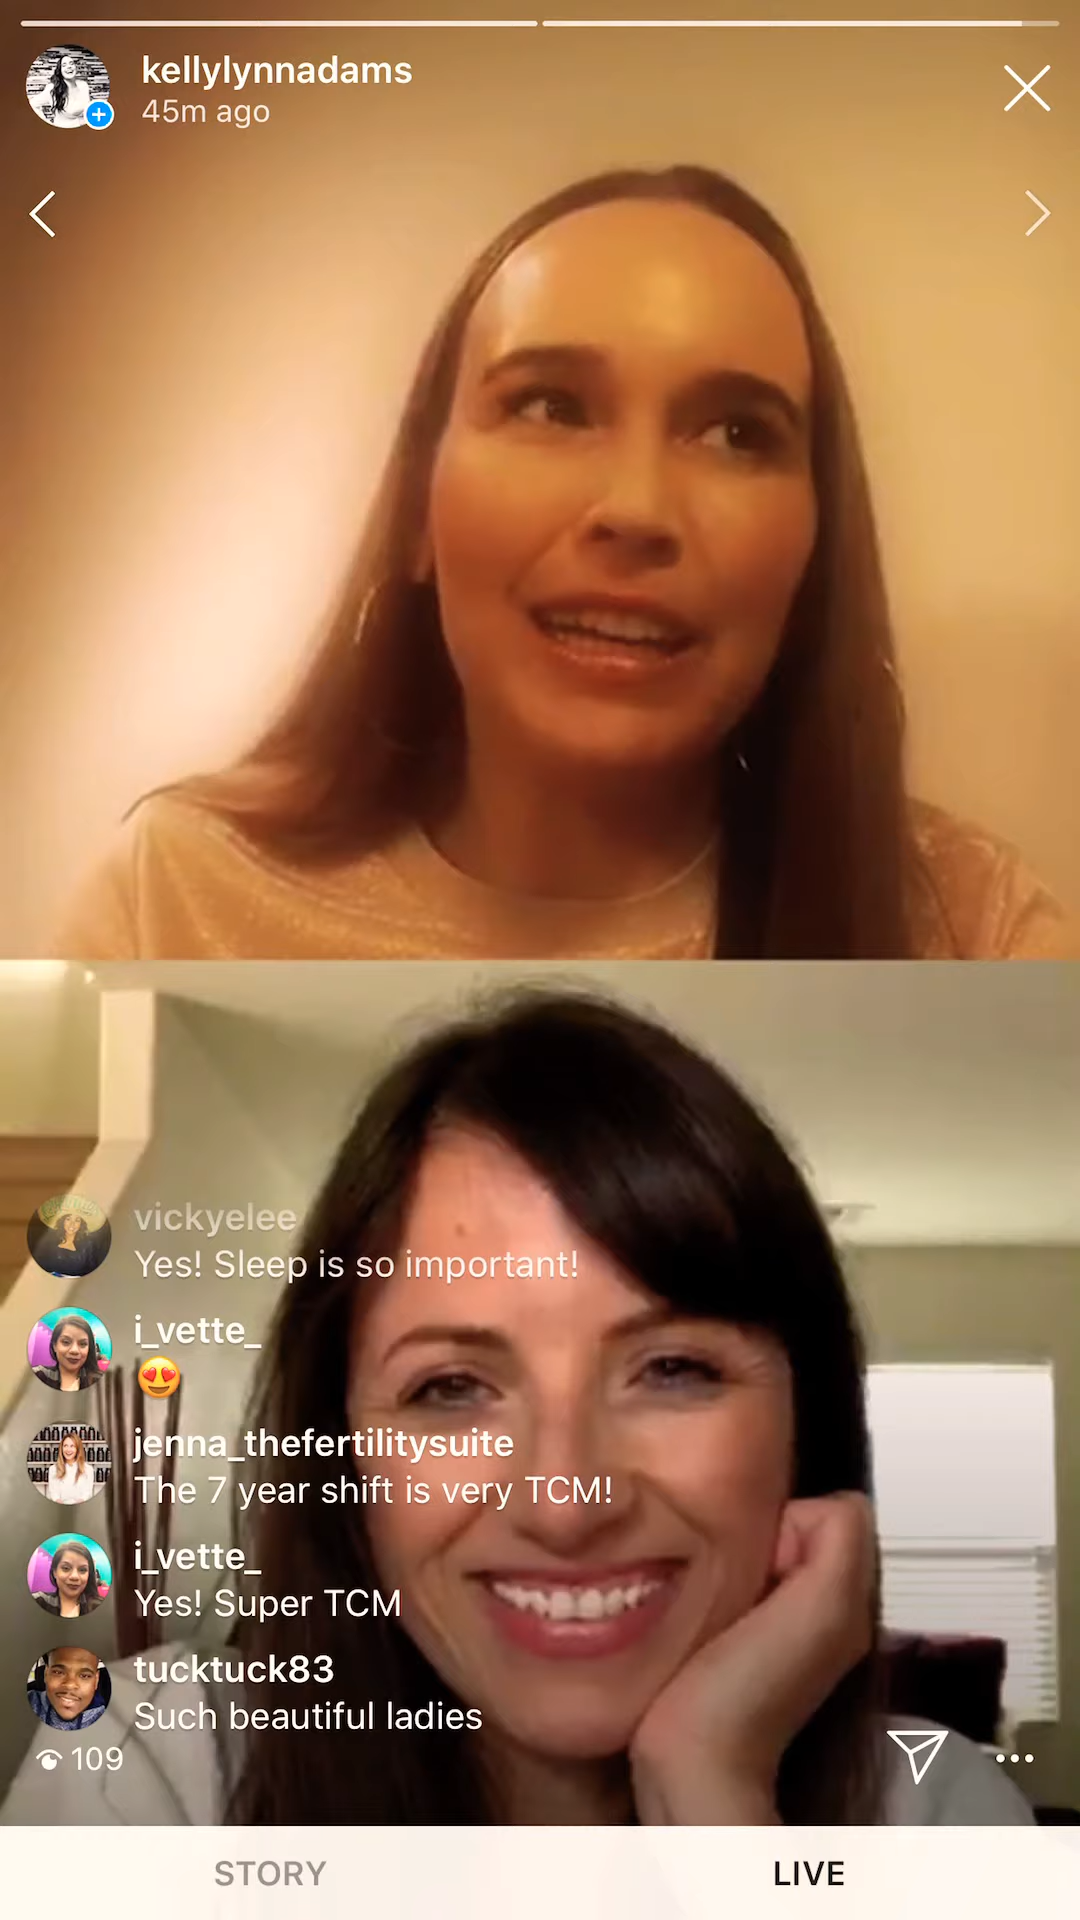 kellylynnadams
45m ago
vickyelee
Yes! Sleep is so important!
i_vette_
😍
jenna_thefertilitysuite
The 7 year shift is very TCM!
i_vette_
Yes! Super TCM
tucktuck83
Such beautiful ladies
109
STORY
LIVE